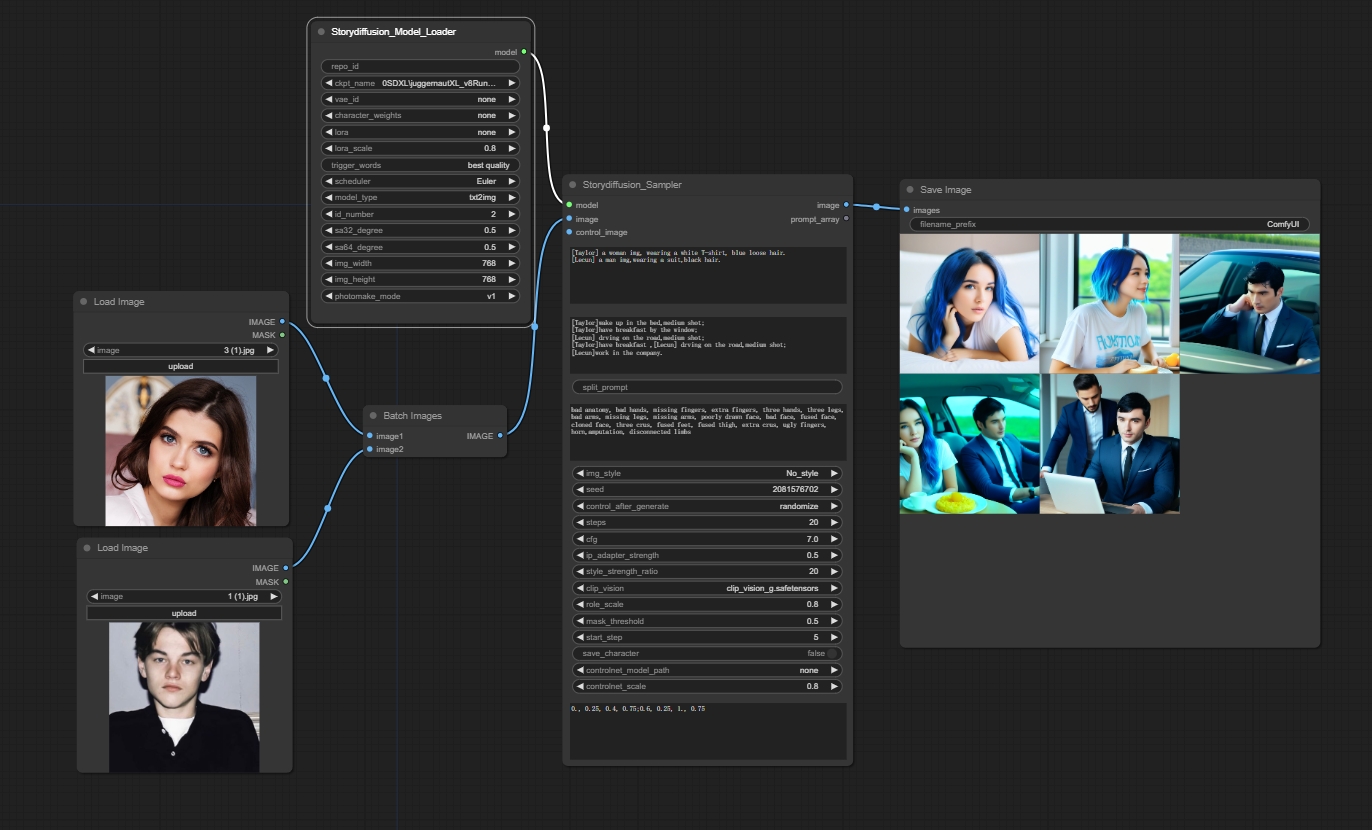 Storydiffusion_Model_Loader
model
repo_id
ckpt_name 0SDXL\juggernautXL_v8Run...
vae_id none
character_weights none
lora none
lora_scale 0.8
trigger_words best quality
scheduler Euler
model_type txt2img
id_number 2
sa32_degree 0.5
sa64_degree 0.5
img_width 768
img_height 768
photomake_mode v1
Load Image
IMAGE
MASK
image 3 (1).jpg
upload
Load Image
IMAGE
MASK
image 1 (1).jpg
upload
Batch Images
image1 IMAGE
image2
Storydiffusion_Sampler
model image
image prompt_array
control_image
[Taylor] a woman img, wearing a white T-shirt, blue loose hair.
[Lecun] a man img,wearing a suit,black hair.
[Taylor]wake up in the bed,medium shot;
[Taylor]have breakfast by the window;
[Lecun] drving on the road,medium shot;
[Taylor]have breakfast ,[Lecun] drving on the road,medium shot;
[Lecun]work in the company.
split_prompt
bad anatomy, bad hands, missing fingers, extra fingers, three hands, three legs,
bad arms, missing legs, missing arms, poorly drawn face, bad face, fused face,
cloned face, three crus, fused feet, fused thigh, extra crus, ugly fingers,
horn,amputation, disconnected limbs
img_style No_style
seed 2081576702
control_after_generate randomize
steps 20
cfg 7.0
ip_adapter_strength 0.5
style_strength_ratio 20
clip_vision clip_vision_g.safetensors
role_scale 0.8
mask_threshold 0.5
start_step 5
save_character false
controlnet_model_path none
controlnet_scale 0.8
0., 0.25, 0.4, 0.75;0.6, 0.25, 1., 0.75
Save Image
images
filename_prefix ComfyUI